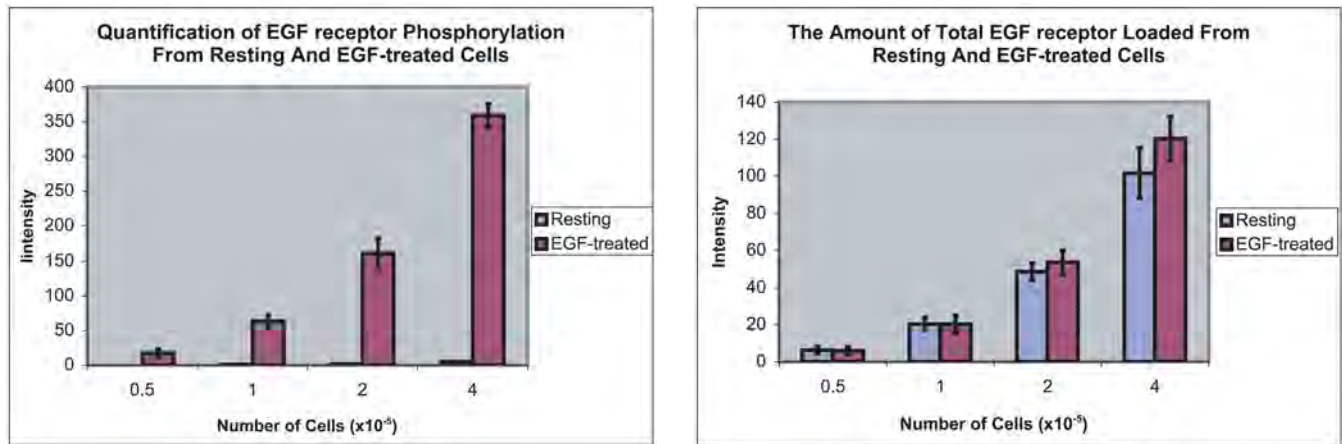 Quantification of EGF receptor Phosphorylation
From Resting And EGF-treated Cells
400
350
300
250
200
150
100
50
0
Iintensity
0.5 1 2 4
Number of Cells (x10-5)
Resting
EGF-treated
The Amount of Total EGF receptor Loaded From
Resting And EGF-treated Cells
140
120
100
80
60
40
20
0
Intensity
0.5 1 2 4
Number of Cells (x10-5)
Resting
EGF-treated